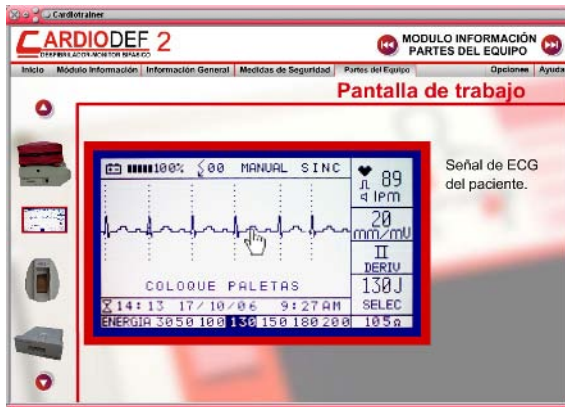 Cardiotrainer
CARDIODEF 2
DESFIBRILADOR-MONITOR BIFASICO
MODULO INFORMACIÓN
PARTES DEL EQUIPO
Inicio Módulo Información Información General Medidas de Seguridad Partes del Equipo Opciones Ayuda
Pantalla de trabajo
100% 00 MANUAL SINC
89
IPM
20
mm/mV
II
DERIV
130J
SELEC
105Ω
COLOQUE PALETAS
14:13 17/10/06 9:27AM
ENERGIA 30 50 100 130 150 180 200
Señal de ECG
del paciente.